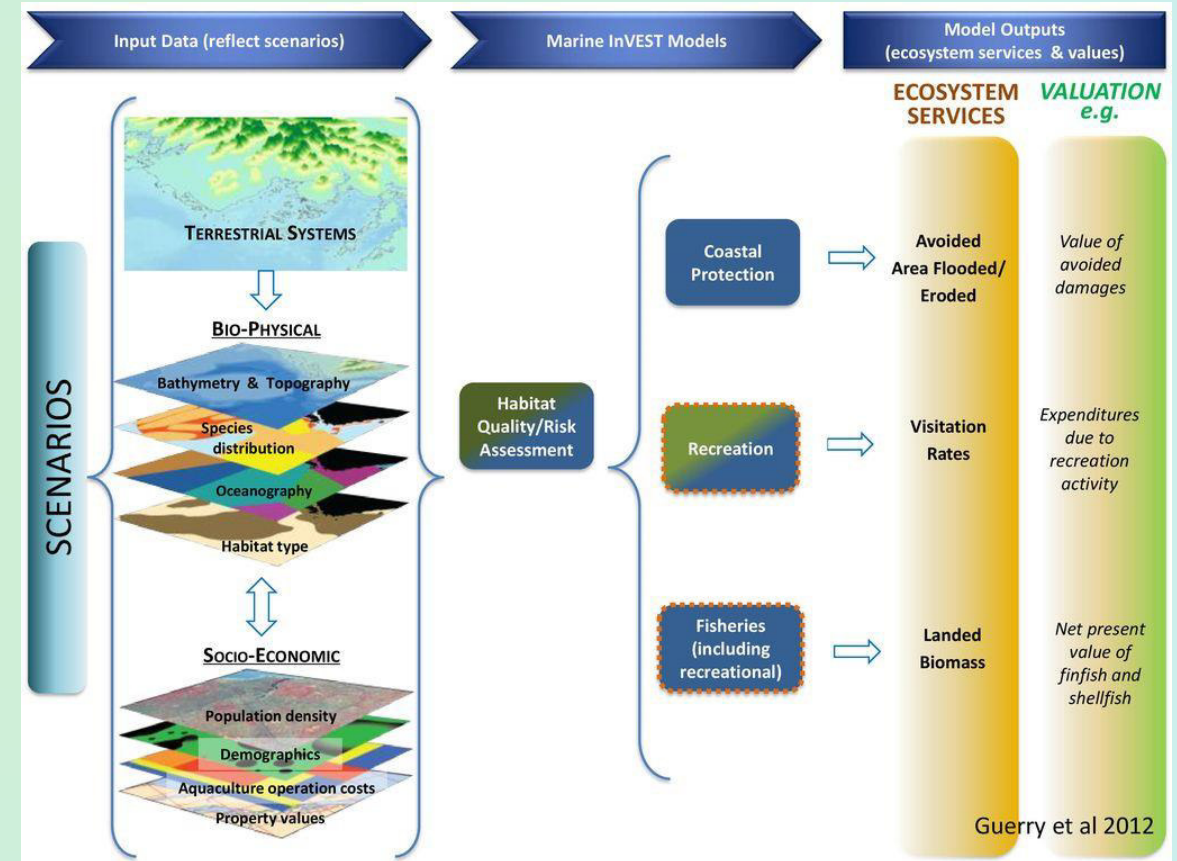 Input Data (reflect scenarios)
Marine InVEST Models
Model Outputs
(ecosystem services & values)
ECOSYSTEM
SERVICES
VALUATION
e.g.
SCENARIOS
TERRESTRIAL SYSTEMS
BIO-PHYSICAL
Bathymetry & Topography
Species
distribution
Oceanography
Habitat type
SOCIO-ECONOMIC
Population density
Demographics
Aquaculture operation costs
Property values
Habitat
Quality/Risk
Assessment
Coastal
Protection
Avoided
Area Flooded/
Eroded
Value of
avoided
damages
Recreation
Visitation
Rates
Expenditures
due to
recreation
activity
Fisheries
(including
recreational)
Landed
Biomass
Net present
value of
finfish and
shellfish
Guerry et al 2012